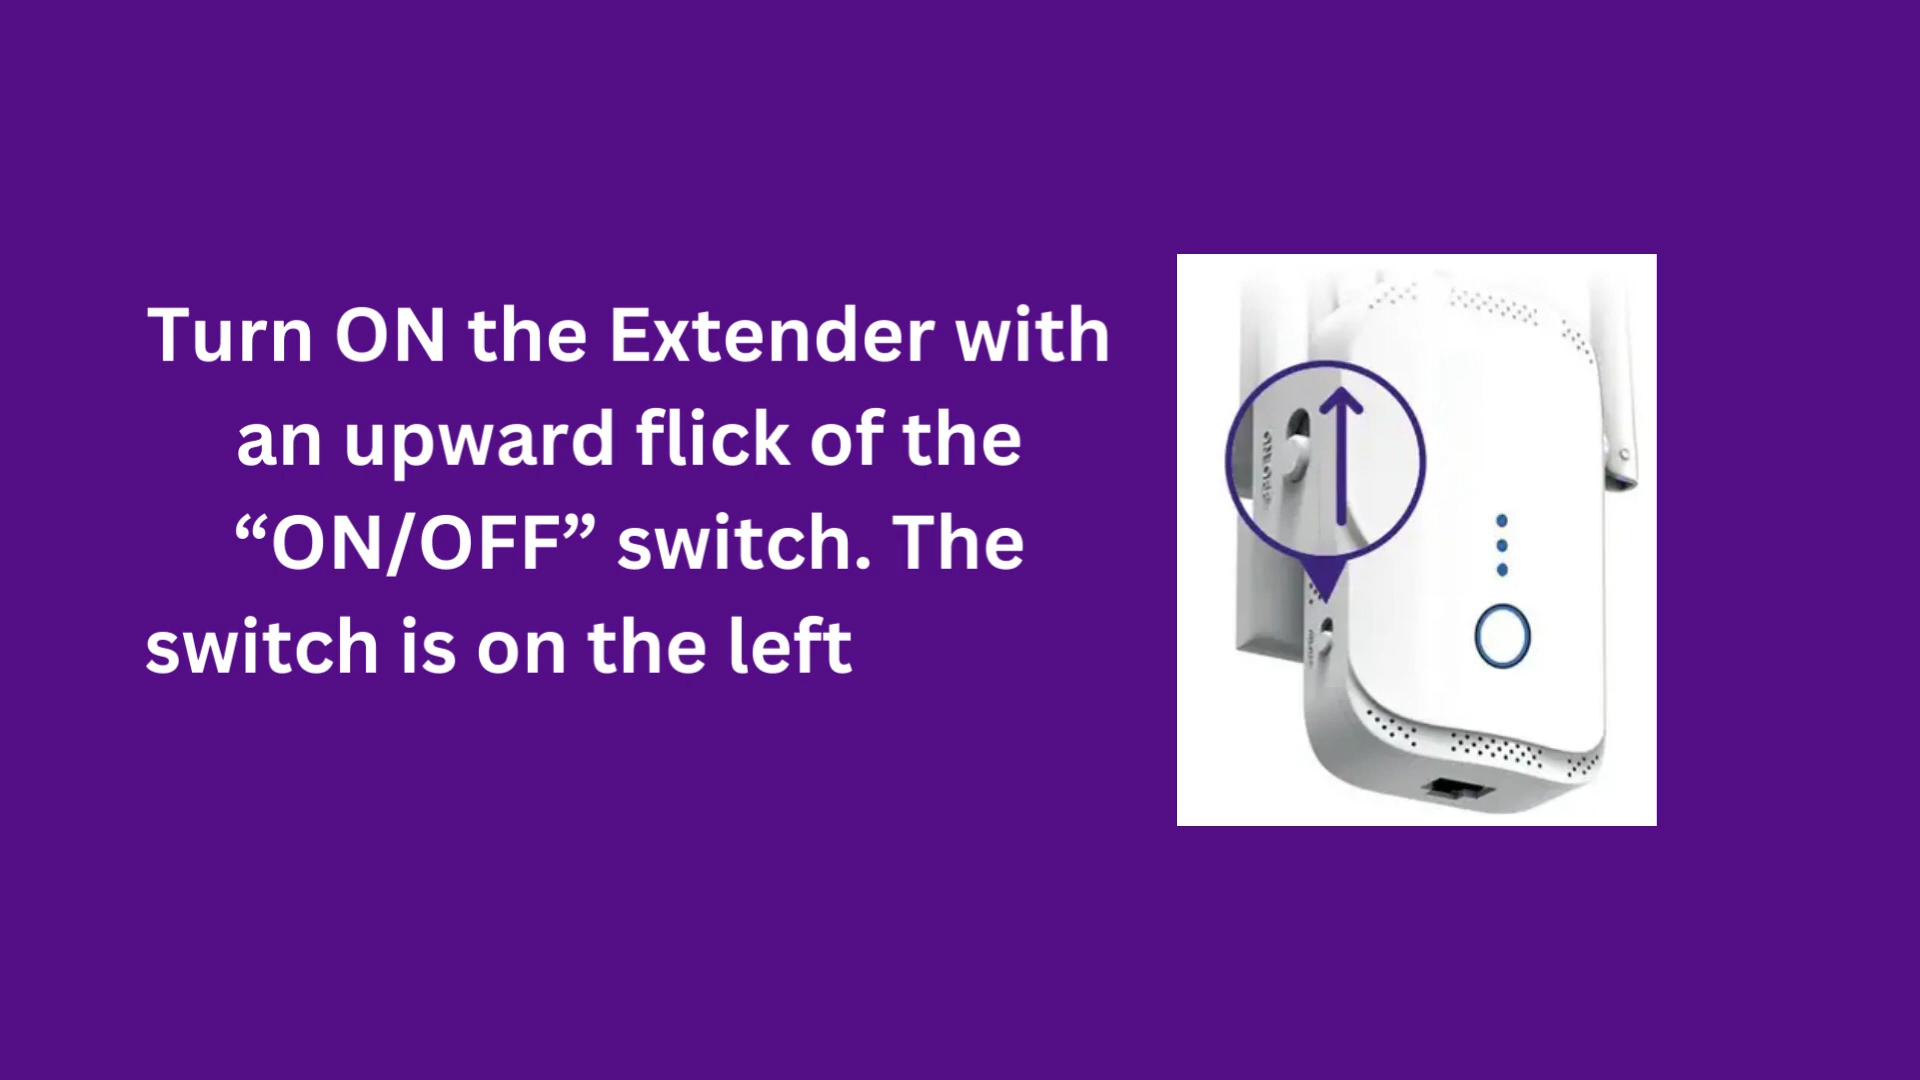 Turn ON the Extender with
an upward flick of the
“ON/OFF” switch. The
switch is on the left